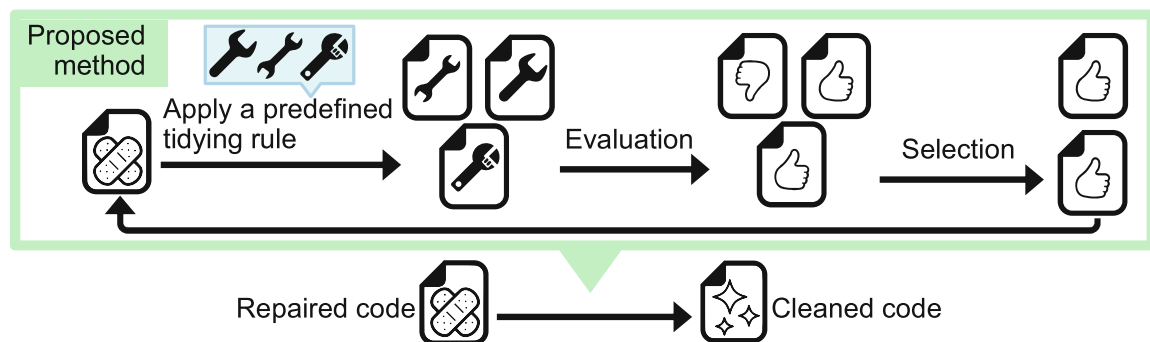 Proposed
method
Apply a predefined
tidying rule
Evaluation
Selection
Repaired code
Cleaned code